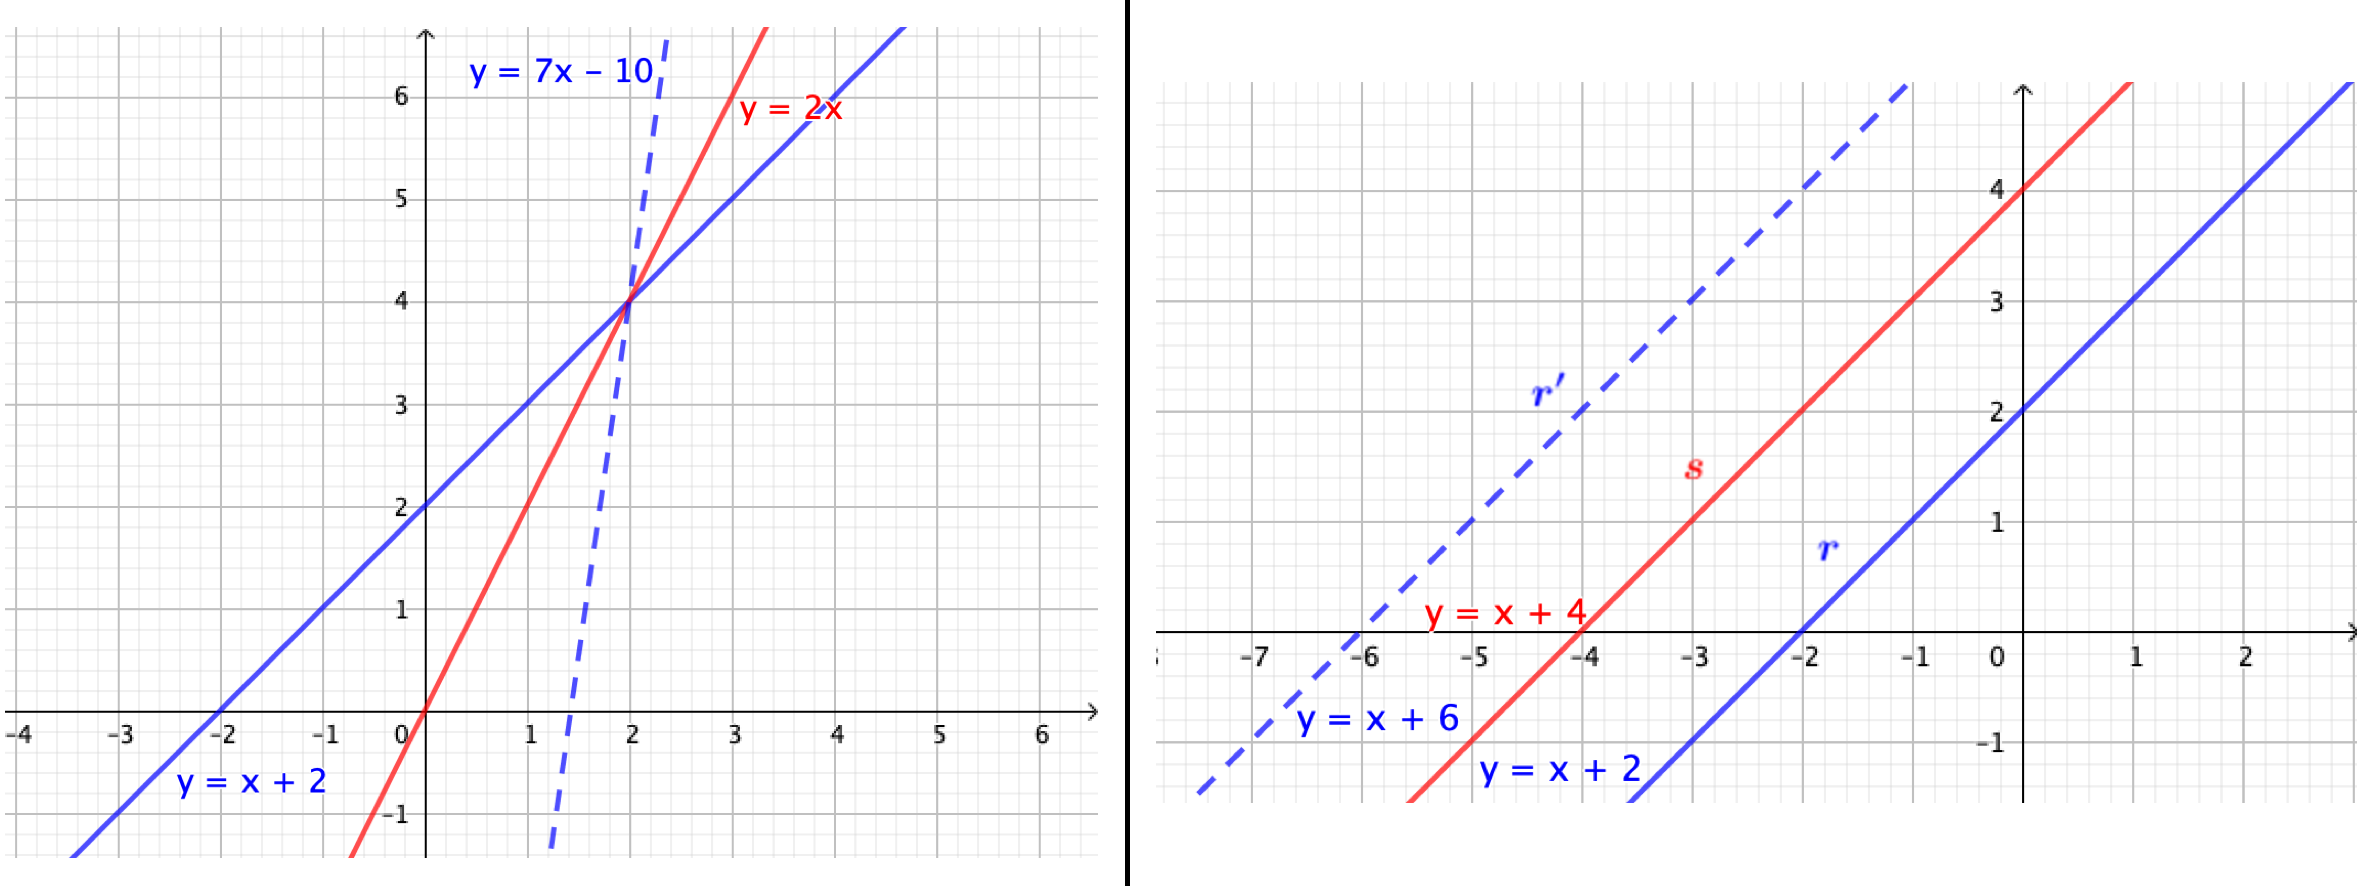 y = 7x – 10
6
y = 2x
5
4
3
2
1
-4 -3 -2 -1 0 1 2 3 4 5 6
y = x + 2
-1
4
3
r′
2
s
1
r
y = x + 4
-7 -6 -5 -4 -3 -2 -1 0 1 2
y = x + 6
-1
y = x + 2